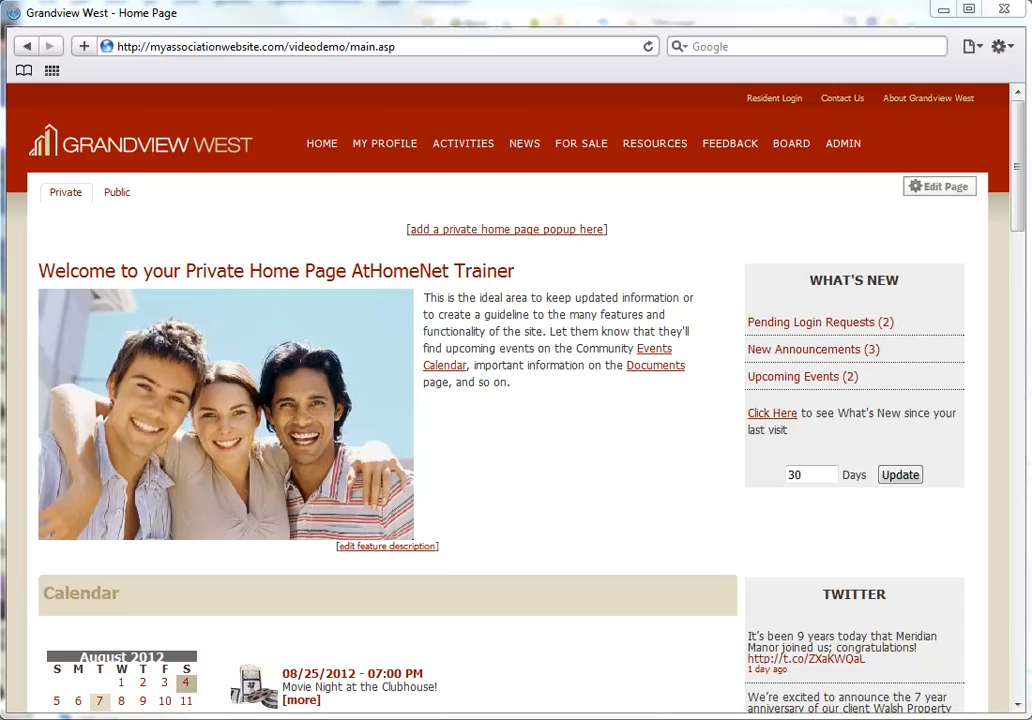 Grandview West - Home Page
http://myassociationwebsite.com/videodemo/main.asp
Google
Resident Login Contact Us About Grandview West
GRANDVIEW WEST
HOME MY PROFILE ACTIVITIES NEWS FOR SALE RESOURCES FEEDBACK BOARD ADMIN
Private Public
Edit Page
[add a private home page popup here]
Welcome to your Private Home Page AtHomeNet Trainer
This is the ideal area to keep updated information or
to create a guideline to the many features and
functionality of the site. Let them know that they'll
find upcoming events on the Community Events
Calendar, important information on the Documents
page, and so on.
[edit feature description]
WHAT'S NEW
Pending Login Requests (2)
New Announcements (3)
Upcoming Events (2)
Click Here to see What's New since your
last visit
30 Days Update
Calendar
August 2012
S M T W T F S
1 2 3 4
5 6 7 8 9 10 11
08/25/2012 - 07:00 PM
Movie Night at the Clubhouse!
[more]
TWITTER
It's been 9 years today that Meridian
Manor joined us; congratulations!
http://t.co/ZXaKWQaL
1 day ago
We're excited to announce the 7 year
anniversary of our client Walsh Property